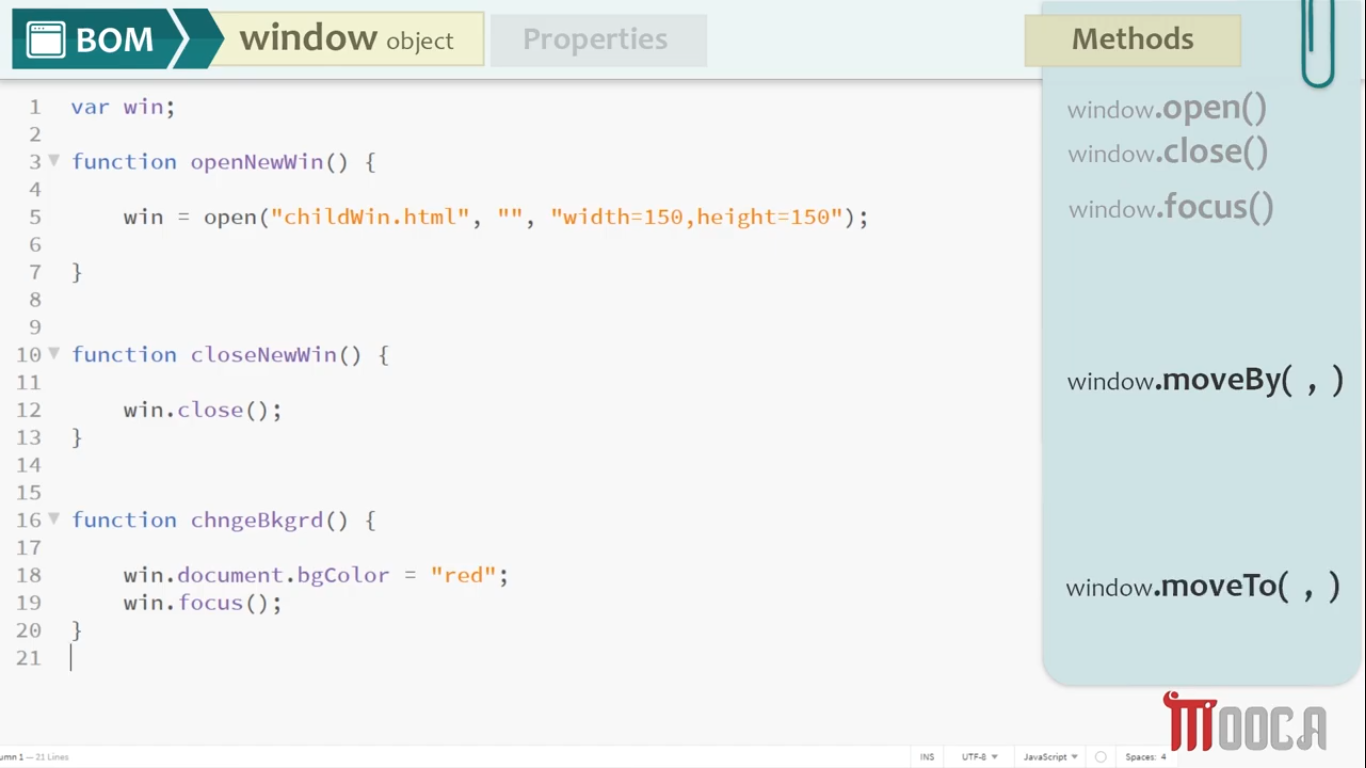 BOM window object Properties Methods
1 var win;
2
3 function openNewWin() {
4
5     win = open("childWin.html", "", "width=150,height=150");
6
7 }
8
9
10 function closeNewWin() {
11
12     win.close();
13 }
14
15
16 function chngeBkgrd() {
17
18     win.document.bgColor = "red";
19     win.focus();
20 }
21
window.open()
window.close()
window.focus()
window.moveBy( , )
window.moveTo( , )
MOOCA
umn 1 — 21 Lines INS UTF-8 JavaScript Spaces: 4